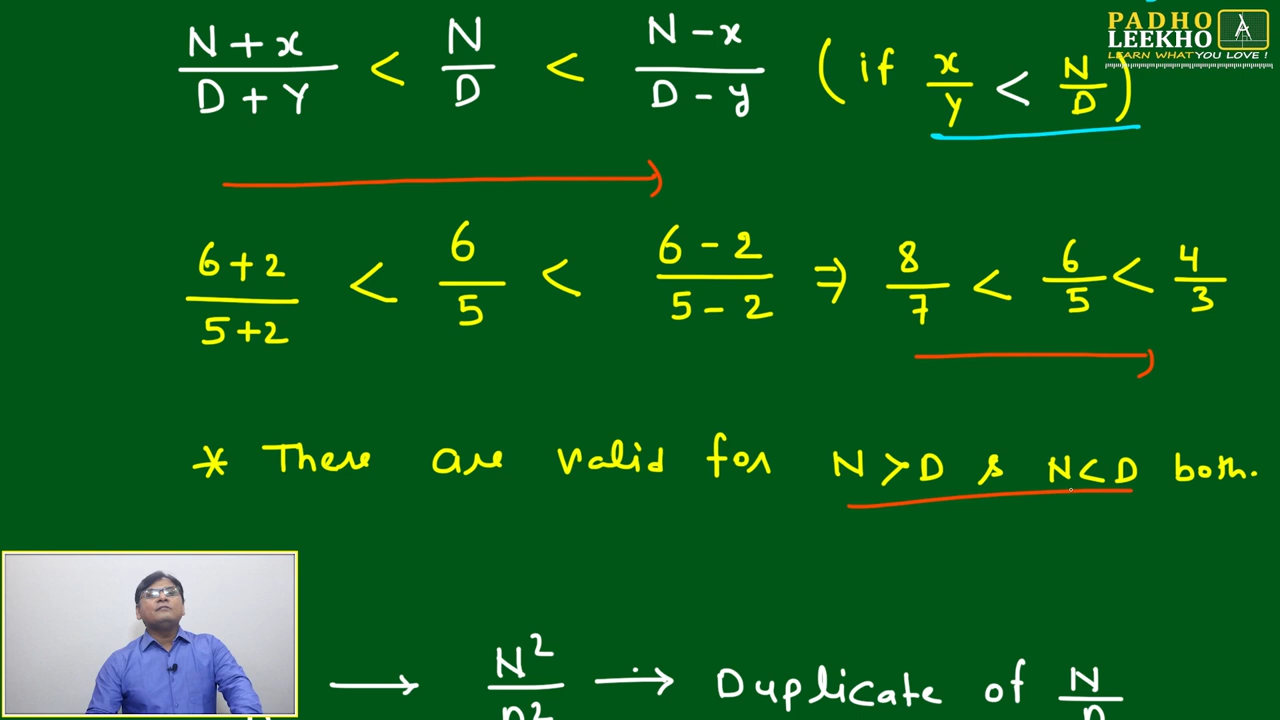 PADHO
LEEKHO
LEARN WHAT YOU LOVE !
(N + x)/(D + Y) < N/D < (N - x)/(D - y) (if x/y < N/D)
(6 + 2)/(5 + 2) < 6/5 < (6 - 2)/(5 - 2) ⇒ 8/7 < 6/5 < 4/3
* There are valid for N > D & N < D both.
→ N²/D² → Duplicate of N/D